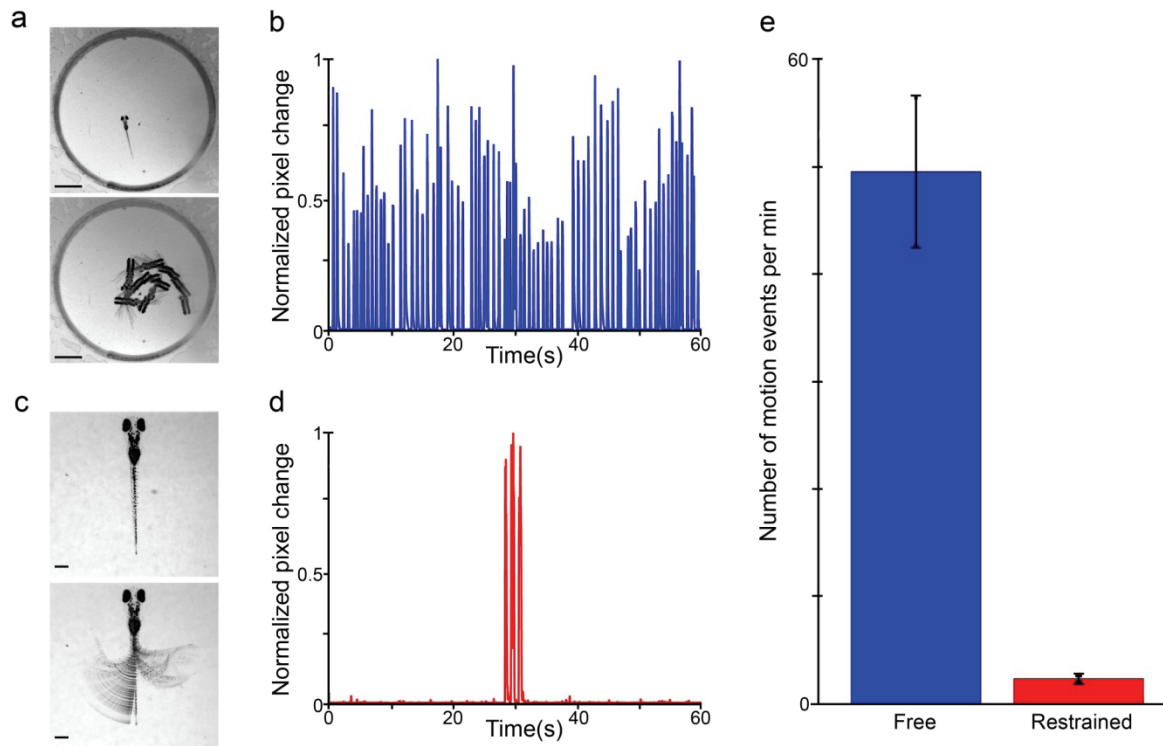 a
b
Normalized pixel change
1
0.5
0
0
20
40
60
Time(s)
c
d
Normalized pixel change
1
0.5
0
0
20
40
60
Time(s)
e
Number of motion events per min
60
0
Free
Restrained